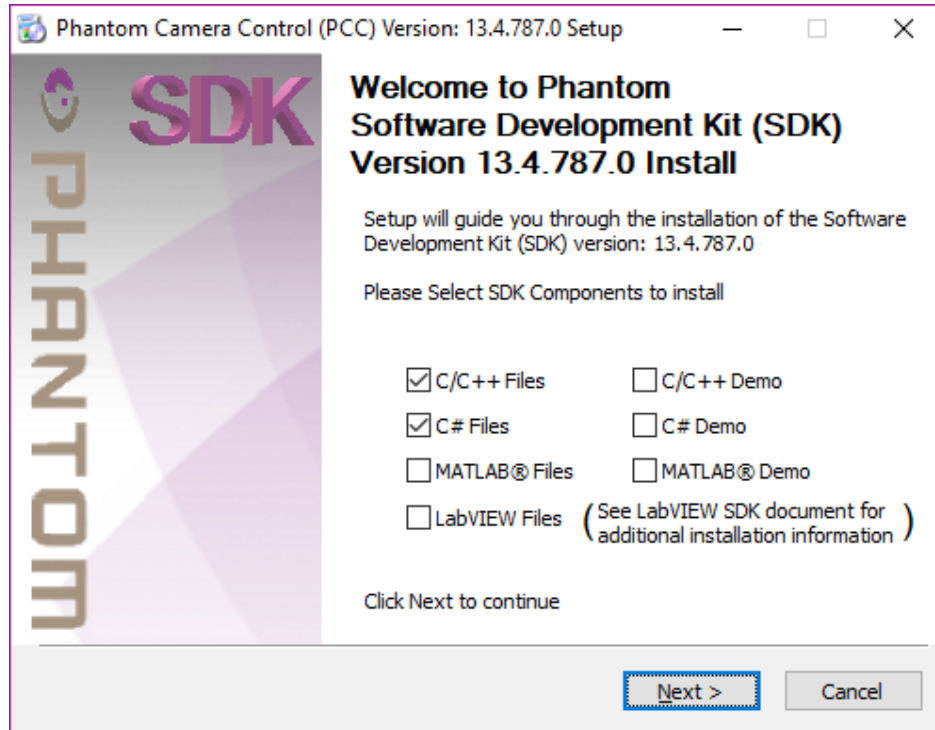 Phantom Camera Control (PCC) Version: 13.4.787.0 Setup
SDK
PHANTOM
Welcome to Phantom
Software Development Kit (SDK)
Version 13.4.787.0 Install
Setup will guide you through the installation of the Software
Development Kit (SDK) version: 13.4.787.0
Please Select SDK Components to install
C/C++ Files
C/C++ Demo
C# Files
C# Demo
MATLAB® Files
MATLAB® Demo
LabVIEW Files
(See LabVIEW SDK document for
additional installation information)
Click Next to continue
Next >
Cancel